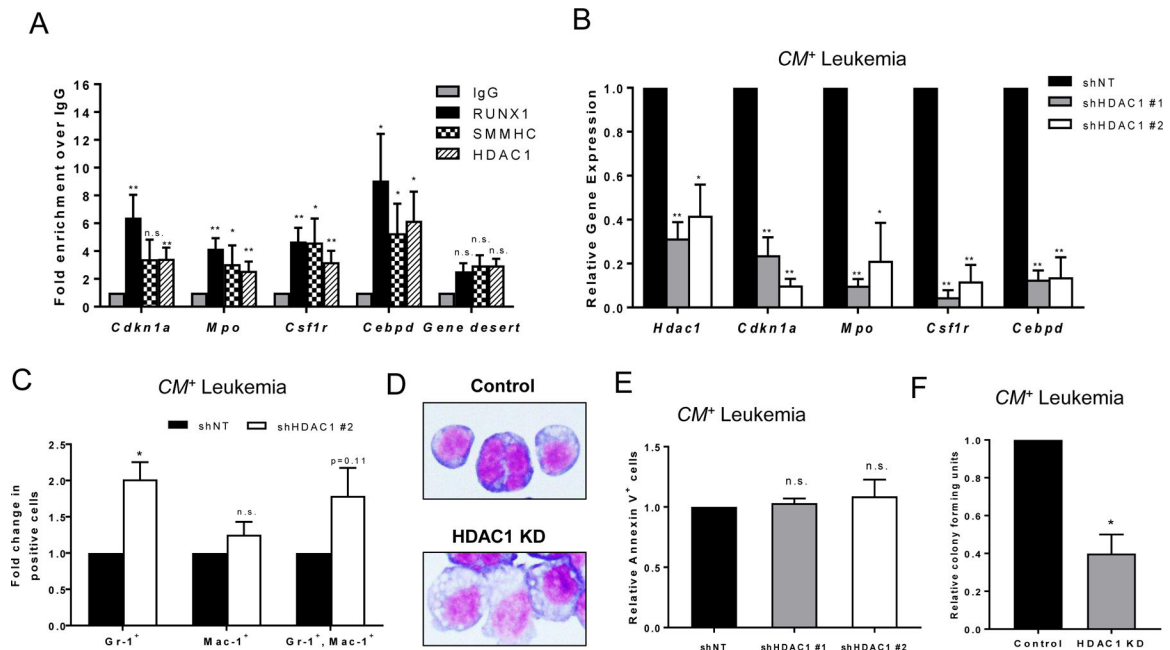 A
Fold enrichment over IgG
16
14
12
10
8
6
4
2
0
IgG
RUNX1
SMMHC
HDAC1
**
n.s.
**
**
*
**
**
*
**
*
*
*
n.s.
n.s.
n.s.
Cdkn1a Mpo Csf1r Cebpd Gene desert
B
CM+ Leukemia
Relative Gene Expression
1.0
0.8
0.6
0.4
0.2
0.0
shNT
shHDAC1 #1
shHDAC1 #2
**
*
**
**
**
*
**
**
**
**
Hdac1 Cdkn1a Mpo Csf1r Cebpd
C
CM+ Leukemia
shNT shHDAC1 #2
Fold change in
positive cells
2.5
2.0
1.5
1.0
0.5
0.0
*
n.s.
p=0.11
Gr-1+ Mac-1+ Gr-1+, Mac-1+
D
Control
HDAC1 KD
E
CM+ Leukemia
Relative Annexin V+ cells
1.5
1.0
0.5
0.0
n.s.
n.s.
shNT shHDAC1 #1 shHDAC1 #2
F
CM+ Leukemia
Relative colony forming units
1.0
0.8
0.6
0.4
0.2
0.0
*
Control HDAC1 KD